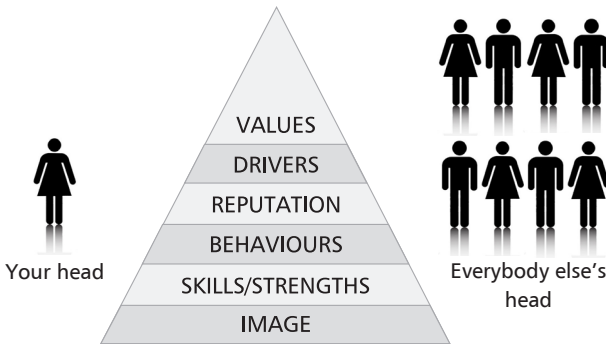 VALUES
DRIVERS
REPUTATION
BEHAVIOURS
SKILLS/STRENGTHS
IMAGE
Your head
Everybody else’s
head